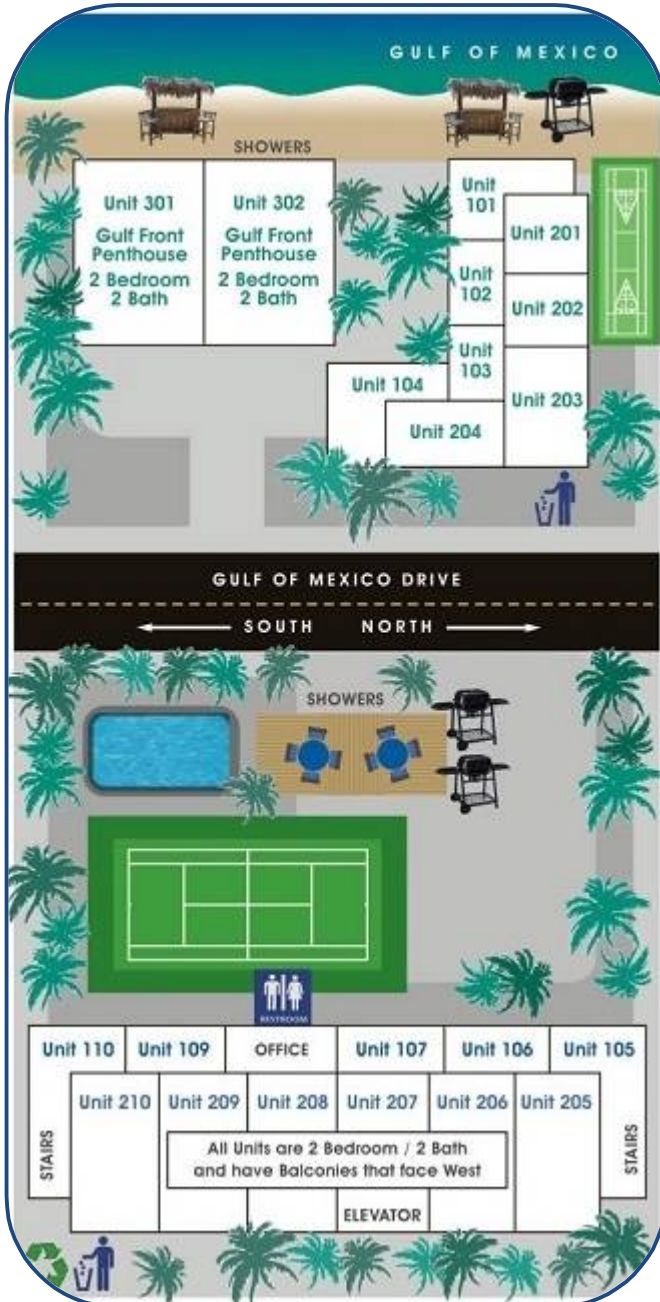 GULF OF MEXICO
SHOWERS
Unit 301
Gulf Front
Penthouse
2 Bedroom
2 Bath
Unit 302
Gulf Front
Penthouse
2 Bedroom
2 Bath
Unit
101
Unit 201
Unit
102
Unit 202
Unit
103
Unit 104
Unit 203
Unit 204
GULF OF MEXICO DRIVE
SOUTH NORTH
SHOWERS
RESTROOM
Unit 110
Unit 109
OFFICE
Unit 107
Unit 106
Unit 105
Unit 210
Unit 209
Unit 208
Unit 207
Unit 206
Unit 205
STAIRS
All Units are 2 Bedroom / 2 Bath
and have Balconies that face West
STAIRS
ELEVATOR